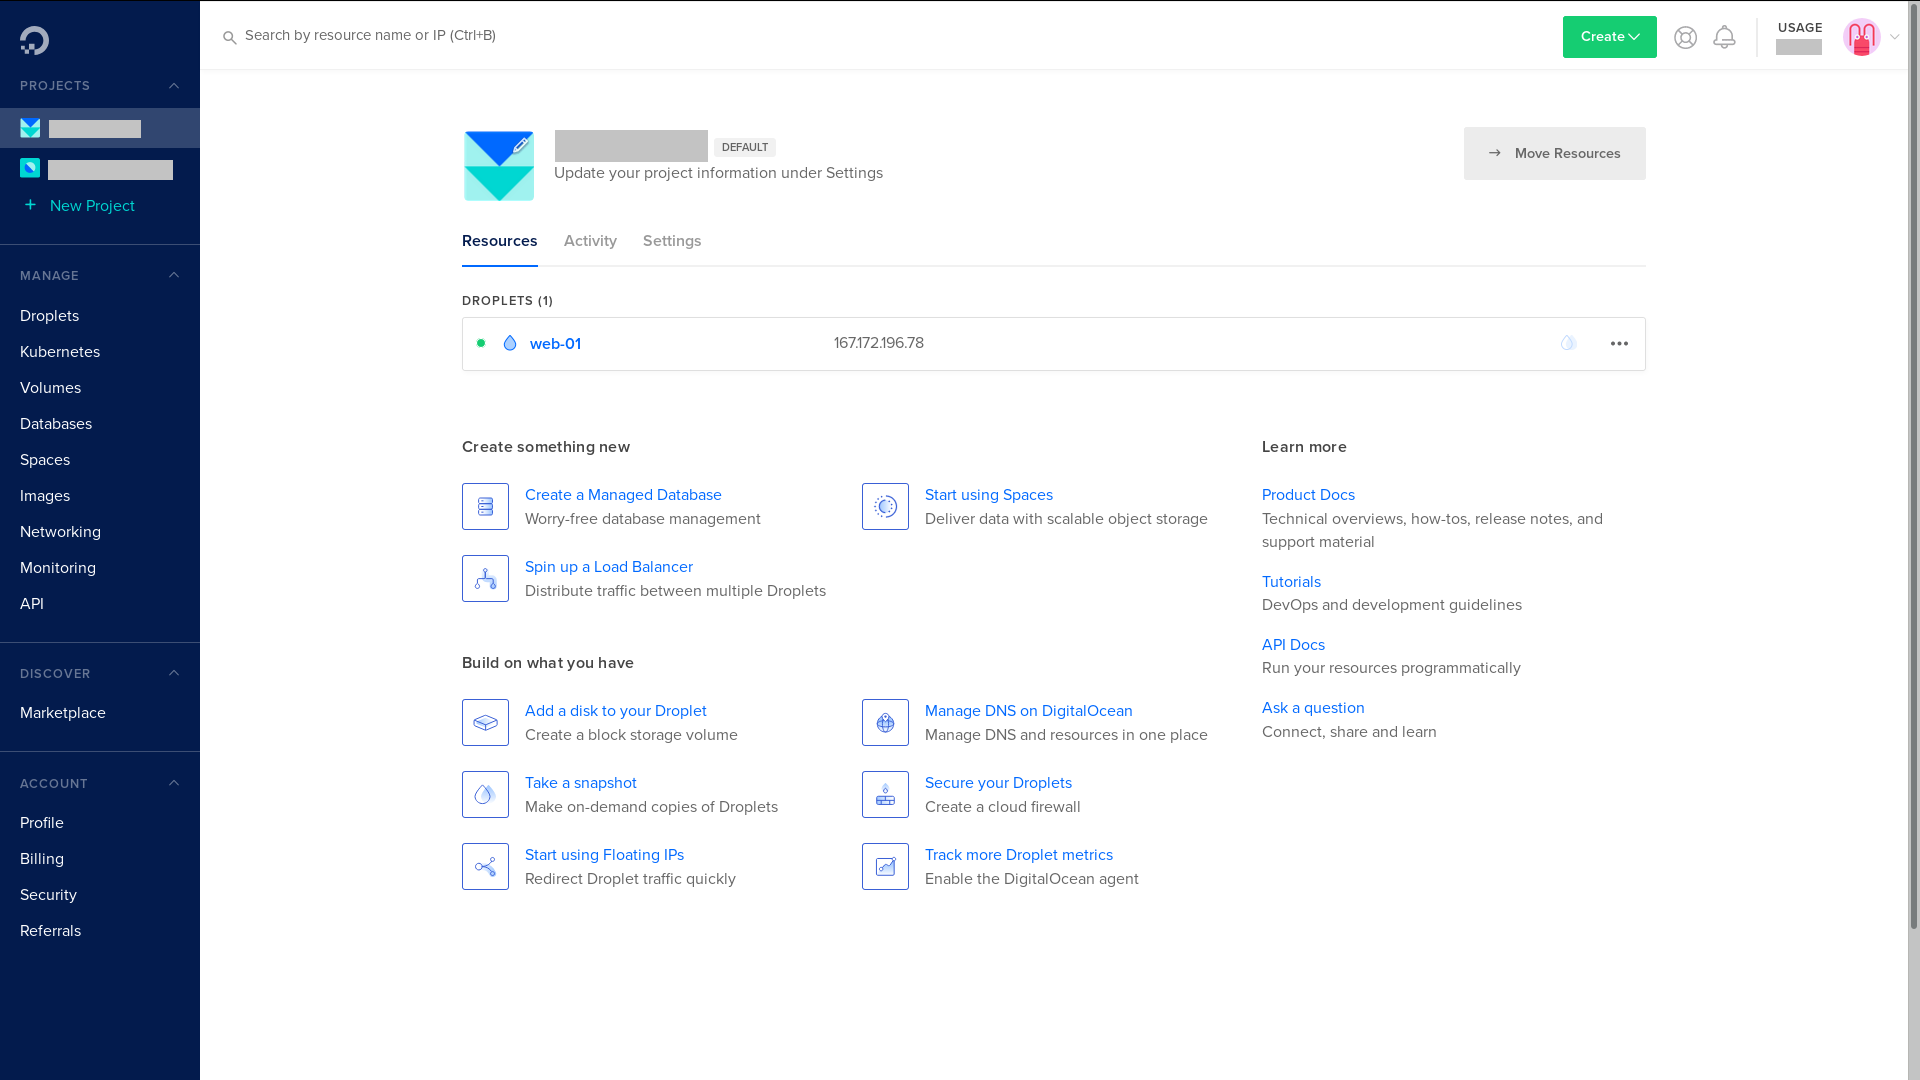 Search by resource name or IP (Ctrl+B)
Create
USAGE
PROJECTS
New Project
MANAGE
Droplets
Kubernetes
Volumes
Databases
Spaces
Images
Networking
Monitoring
API
DISCOVER
Marketplace
ACCOUNT
Profile
Billing
Security
Referrals
DEFAULT
Update your project information under Settings
→ Move Resources
Resources Activity Settings
DROPLETS (1)
web-01 167.172.196.78
Create something new
Create a Managed Database
Worry-free database management
Start using Spaces
Deliver data with scalable object storage
Spin up a Load Balancer
Distribute traffic between multiple Droplets
Build on what you have
Add a disk to your Droplet
Create a block storage volume
Manage DNS on DigitalOcean
Manage DNS and resources in one place
Take a snapshot
Make on-demand copies of Droplets
Secure your Droplets
Create a cloud firewall
Start using Floating IPs
Redirect Droplet traffic quickly
Track more Droplet metrics
Enable the DigitalOcean agent
Learn more
Product Docs
Technical overviews, how-tos, release notes, and
support material
Tutorials
DevOps and development guidelines
API Docs
Run your resources programmatically
Ask a question
Connect, share and learn